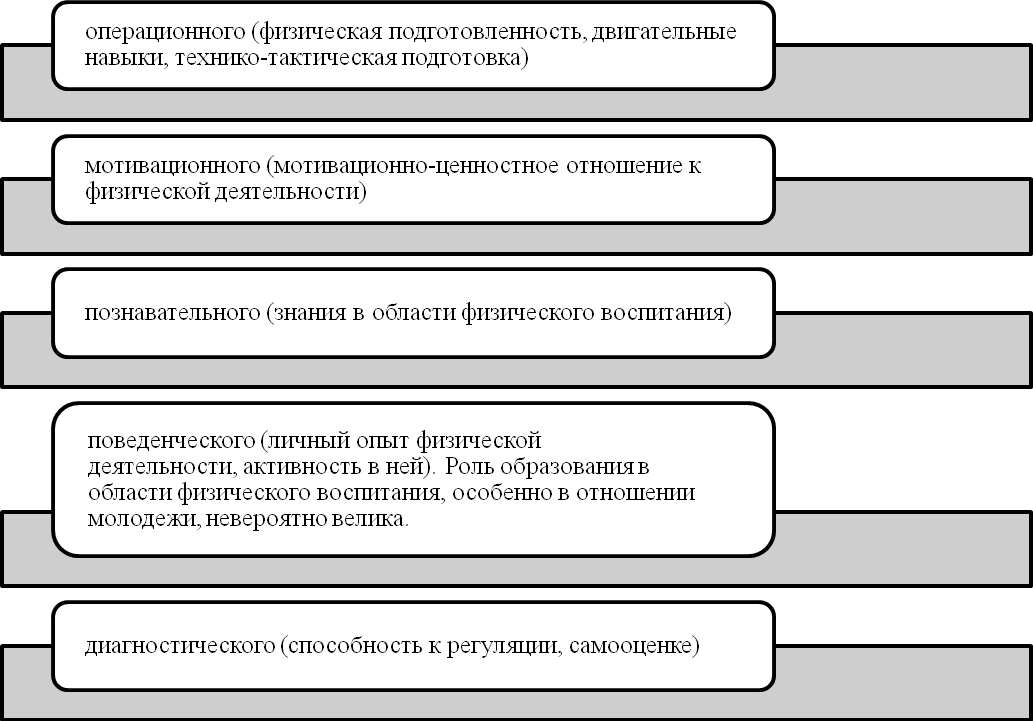 операционного (физическая подготовленность, двигательные
навыки, технико-тактическая подготовка)
мотивационного (мотивационно-ценностное отношение к
физической деятельности)
познавательного (знания в области физического воспитания)
поведенческого (личный опыт физической
деятельности, активность в ней). Роль образования в
области физического воспитания, особенно в отношении
молодежи, невероятно велика.
диагностического (способность к регуляции, самооценке)